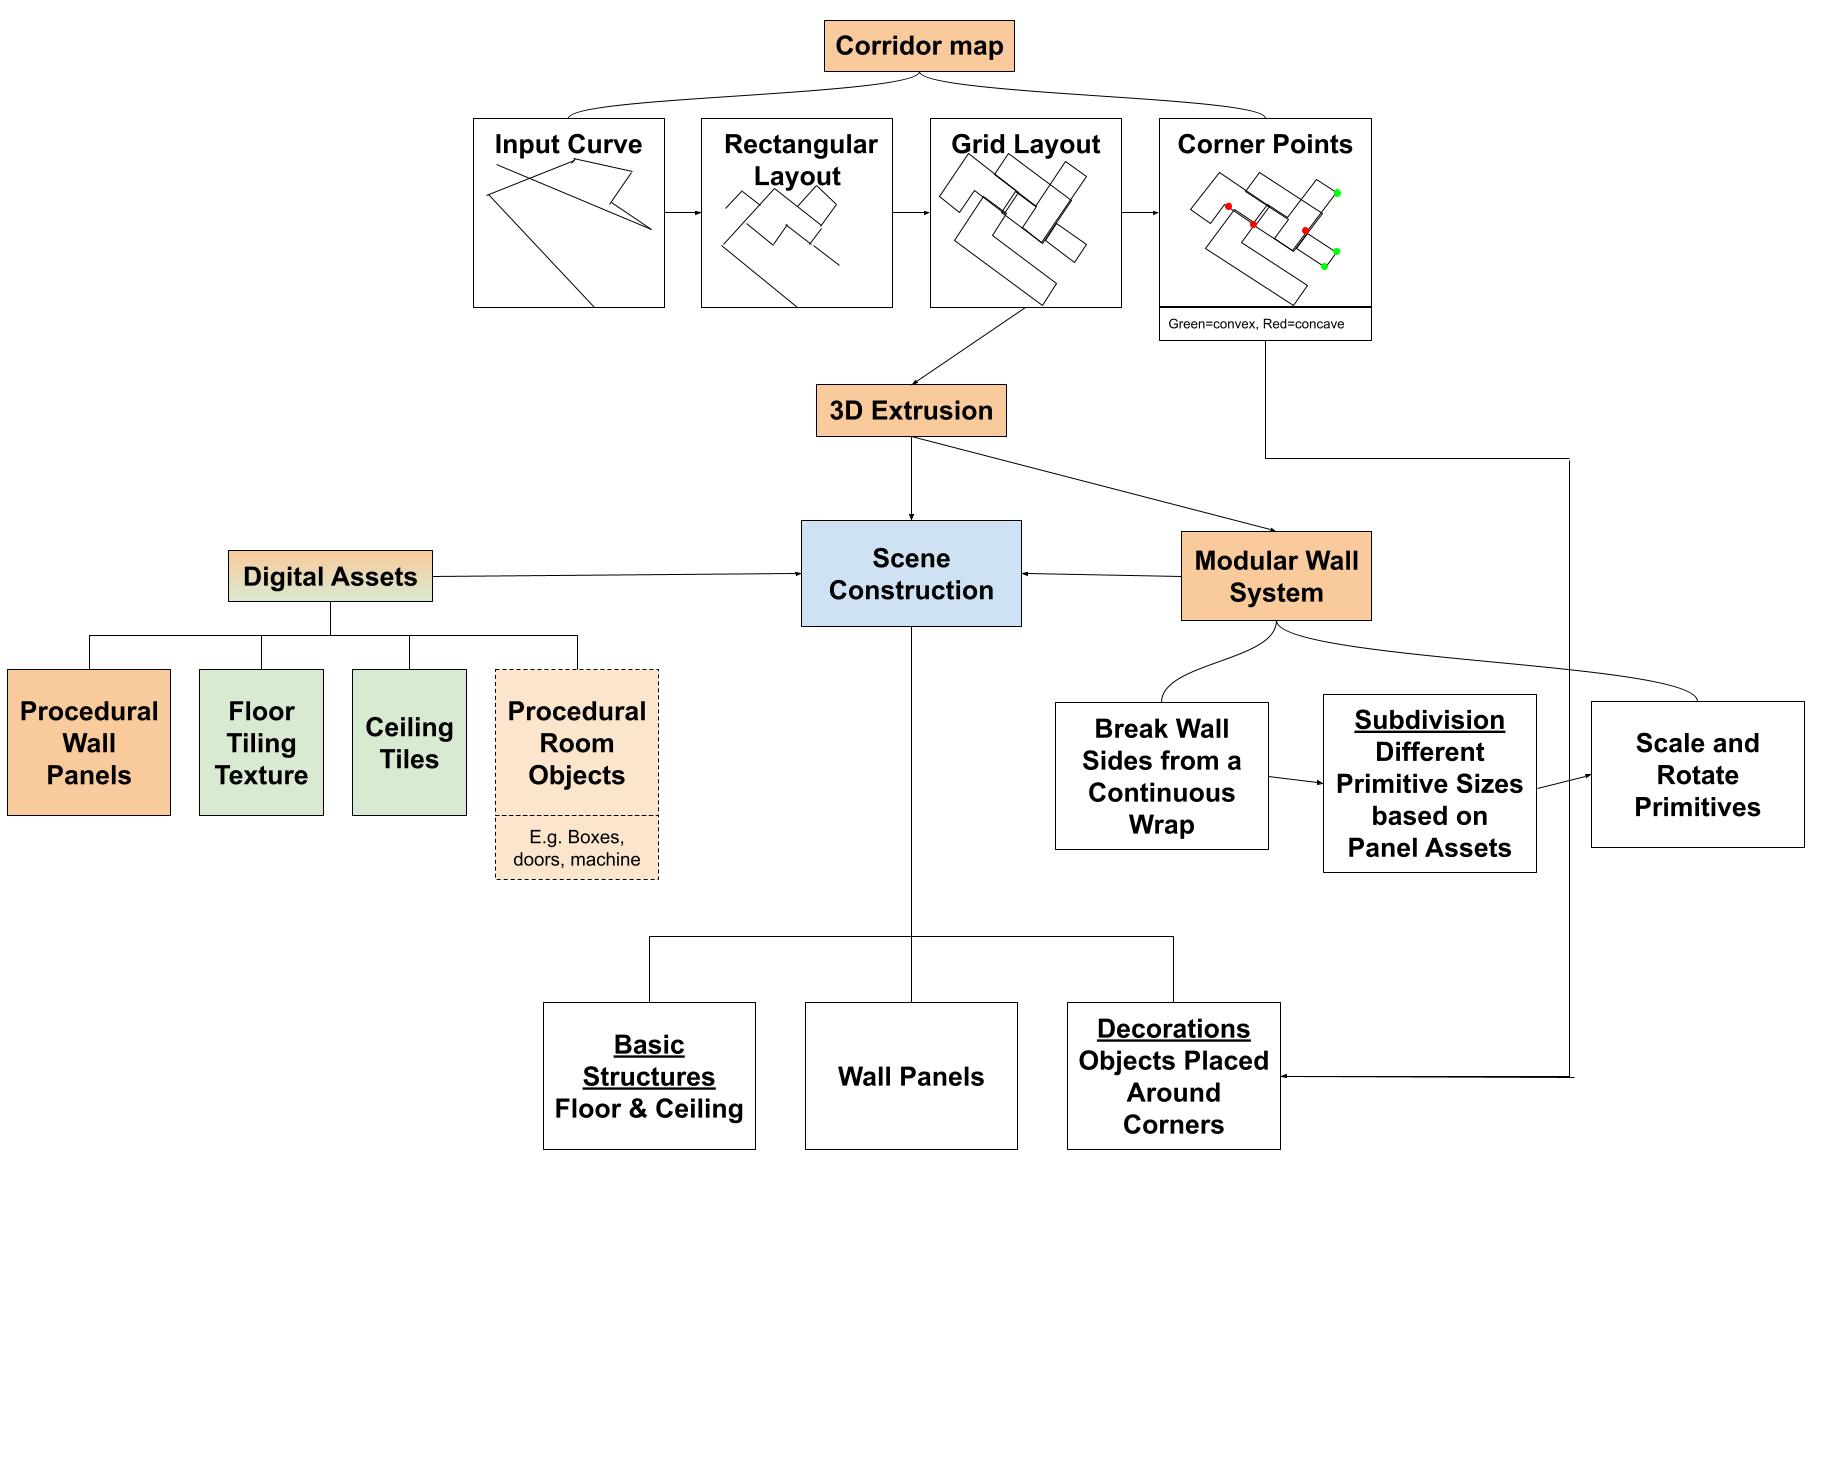 Corridor map
Input Curve
Rectangular
Layout
Grid Layout
Corner Points
Green=convex, Red=concave
3D Extrusion
Digital Assets
Scene
Construction
Modular Wall
System
Procedural
Wall
Panels
Floor
Tiling
Texture
Ceiling
Tiles
Procedural
Room
Objects
E.g. Boxes,
doors, machine
Break Wall
Sides from a
Continuous
Wrap
Subdivision
Different
Primitive Sizes
based on
Panel Assets
Scale and
Rotate
Primitives
Basic
Structures
Floor & Ceiling
Wall Panels
Decorations
Objects Placed
Around
Corners